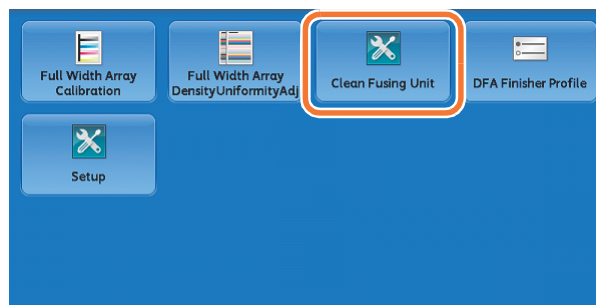 Full Width Array
Calibration
Full Width Array
DensityUniformityAdj
Clean Fusing Unit
DFA Finisher Profile
Setup